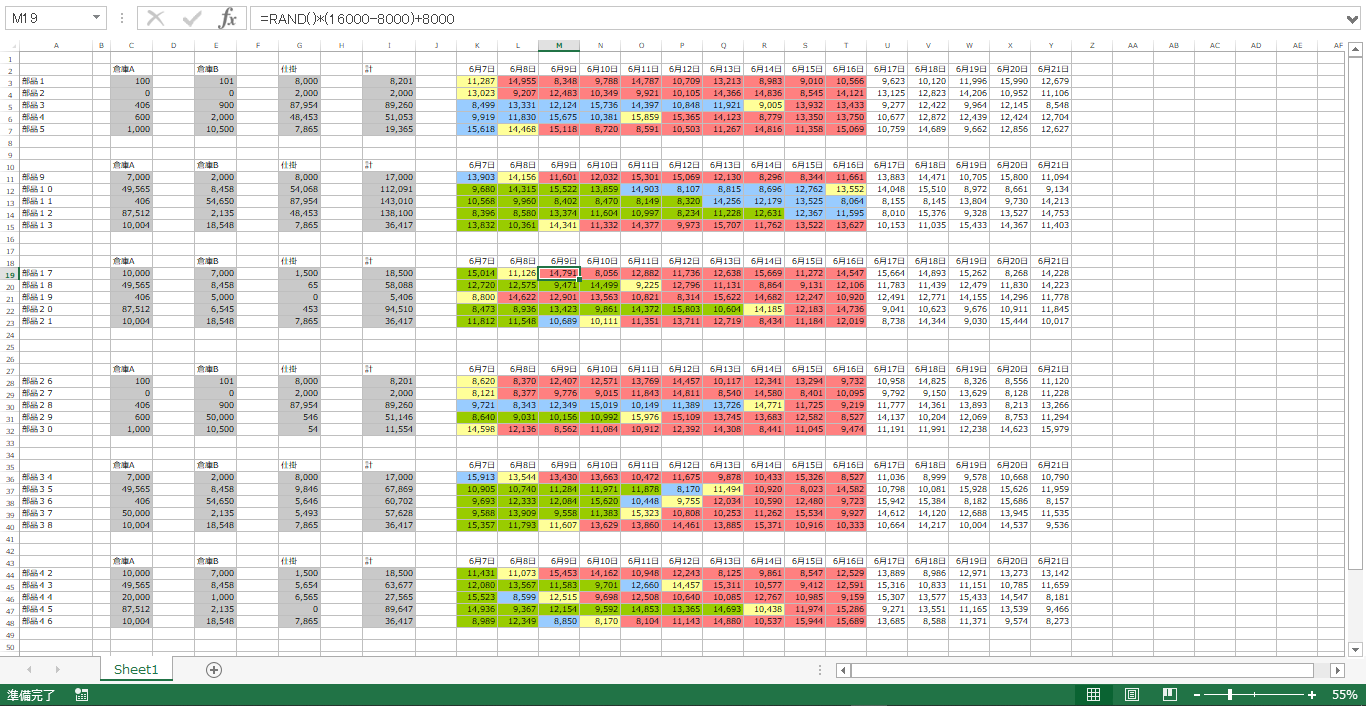 M19 =RAND()*(16000-8000)+8000
A B C D E F G H I J K L M N O P Q R S T U V W X Y Z AA AB AC AD AE AF
1
2 倉庫A 倉庫B 仕掛 計 6月7日 6月8日 6月9日 6月10日 6月11日 6月12日 6月13日 6月14日 6月15日 6月16日 6月17日 6月18日 6月19日 6月20日 6月21日
3 部品1 100 101 8,000 8,201 11,287 14,955 8,348 9,788 14,787 10,709 13,213 8,983 9,010 10,566 9,623 10,120 11,996 15,990 12,679
4 部品2 0 0 2,000 2,000 13,023 9,207 12,483 10,349 9,921 10,105 14,366 14,836 8,545 14,121 13,125 12,823 14,206 10,952 11,106
5 部品3 406 900 87,954 89,260 8,499 13,331 12,124 15,736 14,397 10,848 11,921 9,005 13,932 13,433 9,277 12,422 9,964 12,145 8,548
6 部品4 600 2,000 48,453 51,053 9,919 11,830 15,675 10,381 15,859 15,365 14,123 8,779 13,350 13,750 10,677 12,872 12,439 12,424 12,704
7 部品5 1,000 10,500 7,865 19,365 15,618 14,468 15,118 8,720 8,591 10,503 11,267 14,816 11,358 15,069 10,759 14,689 9,662 12,856 12,627
8
9
10 倉庫A 倉庫B 仕掛 計 6月7日 6月8日 6月9日 6月10日 6月11日 6月12日 6月13日 6月14日 6月15日 6月16日 6月17日 6月18日 6月19日 6月20日 6月21日
11 部品9 7,000 2,000 8,000 17,000 13,903 14,156 11,601 12,032 15,301 15,069 12,130 8,296 8,344 11,661 13,883 14,471 10,705 15,800 11,094
12 部品10 49,565 8,458 54,068 112,091 9,680 14,315 15,522 13,859 14,903 8,107 8,815 8,696 12,762 13,552 14,048 15,510 8,972 8,661 9,134
13 部品11 406 54,650 87,954 143,010 10,568 9,960 8,402 8,470 8,149 8,320 14,256 12,179 13,525 8,064 8,155 8,145 13,804 9,730 14,213
14 部品12 87,512 2,135 48,453 138,100 8,396 8,580 13,374 11,604 10,997 8,234 11,228 12,631 12,367 11,595 8,010 15,376 9,328 13,527 14,753
15 部品13 10,004 18,548 7,865 36,417 13,832 10,361 14,341 11,332 14,377 9,973 15,707 11,762 13,522 13,627 10,153 11,035 15,433 14,367 11,403
16
17
18 倉庫A 倉庫B 仕掛 計 6月7日 6月8日 6月9日 6月10日 6月11日 6月12日 6月13日 6月14日 6月15日 6月16日 6月17日 6月18日 6月19日 6月20日 6月21日
19 部品17 10,000 7,000 1,500 18,500 15,014 11,126 14,791 8,056 12,882 11,736 12,638 15,669 11,272 14,547 15,664 14,893 15,262 8,268 14,228
20 部品18 49,565 8,458 65 58,088 12,720 12,575 9,471 14,499 9,225 12,796 11,131 8,864 9,131 12,106 11,783 11,439 12,479 11,830 14,223
21 部品19 406 5,000 0 5,406 8,800 14,622 12,901 13,563 10,821 8,314 15,622 14,682 12,247 10,920 12,491 12,771 14,155 14,296 11,778
22 部品20 87,512 6,545 453 94,510 8,473 8,936 13,423 9,861 14,372 15,803 10,604 14,185 12,183 14,736 9,041 10,623 9,676 10,911 11,845
23 部品21 10,004 18,548 7,865 36,417 11,812 11,548 10,689 10,111 11,351 13,711 12,719 8,434 11,184 12,019 8,738 14,344 9,030 15,444 10,017
24
25
26
27 倉庫A 倉庫B 仕掛 計 6月7日 6月8日 6月9日 6月10日 6月11日 6月12日 6月13日 6月14日 6月15日 6月16日 6月17日 6月18日 6月19日 6月20日 6月21日
28 部品26 100 101 8,000 8,201 8,620 8,370 12,407 12,571 13,769 14,457 10,117 12,341 13,294 9,732 10,958 14,825 8,326 8,556 11,120
29 部品27 0 0 2,000 2,000 8,121 8,377 9,776 9,015 11,843 14,811 8,540 14,580 8,401 10,095 9,792 9,150 13,629 8,128 11,228
30 部品28 406 900 87,954 89,260 9,721 8,343 12,349 15,019 10,149 11,389 13,726 14,771 11,725 9,219 11,777 14,361 13,893 8,213 13,266
31 部品29 600 50,000 546 51,146 8,640 9,031 10,156 10,992 15,976 15,109 13,745 13,683 12,582 8,527 14,137 10,204 12,069 8,753 11,294
32 部品30 1,000 10,500 54 11,554 14,598 12,136 8,562 11,084 10,912 12,392 14,308 8,441 11,045 9,474 11,191 11,991 12,238 14,623 15,979
33
34
35 倉庫A 倉庫B 仕掛 計 6月7日 6月8日 6月9日 6月10日 6月11日 6月12日 6月13日 6月14日 6月15日 6月16日 6月17日 6月18日 6月19日 6月20日 6月21日
36 部品34 7,000 2,000 8,000 17,000 15,913 13,544 13,430 13,663 10,472 11,675 9,878 10,433 15,326 8,527 11,036 8,999 9,578 10,668 10,790
37 部品35 49,565 8,458 9,846 67,869 10,905 10,740 11,284 11,971 11,878 8,170 11,494 10,920 8,023 14,582 10,798 10,081 15,928 15,626 11,959
38 部品36 406 54,650 5,646 60,702 9,693 12,333 12,084 15,620 10,448 9,755 12,034 10,590 12,480 9,723 15,942 15,384 8,182 15,686 8,157
39 部品37 50,000 2,135 5,493 57,628 9,588 13,909 9,558 11,383 15,323 10,808 10,253 11,262 15,534 9,927 14,612 14,120 12,688 13,945 11,535
40 部品38 10,004 18,548 7,865 36,417 15,357 11,793 11,607 13,629 13,860 14,461 13,885 15,371 10,916 10,333 10,664 14,217 10,004 14,537 9,536
41
42
43 倉庫A 倉庫B 仕掛 計 6月7日 6月8日 6月9日 6月10日 6月11日 6月12日 6月13日 6月14日 6月15日 6月16日 6月17日 6月18日 6月19日 6月20日 6月21日
44 部品42 10,000 7,000 1,500 18,500 11,431 11,073 15,453 14,162 10,948 12,243 8,125 9,861 8,547 12,529 13,889 8,986 12,971 13,273 13,142
45 部品43 49,565 8,458 5,654 63,677 12,080 13,567 11,583 9,701 12,660 14,457 15,311 10,577 9,412 12,591 15,316 10,833 11,151 10,785 11,659
46 部品44 20,000 1,000 6,565 27,565 15,523 8,599 12,515 9,698 12,508 10,640 10,085 12,767 10,985 9,159 15,307 13,577 15,433 14,547 8,181
47 部品45 87,512 2,135 0 89,647 14,936 9,367 12,154 9,592 14,853 13,365 14,693 10,438 11,974 15,286 9,271 13,551 11,165 13,539 9,466
48 部品46 10,004 18,548 7,865 36,417 8,989 12,349 8,850 8,170 8,104 11,143 14,880 10,537 15,944 15,689 13,685 8,588 11,371 9,574 8,273
49
50
Sheet1
準備完了 55%